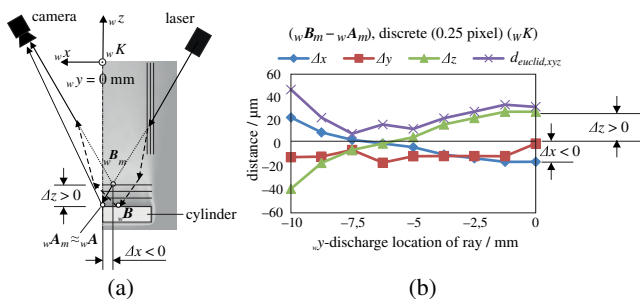 camera
laser
wz
wx
wK
wy = 0 mm
wBm
Δz > 0
wB
cylinder
wAm ≈ wA
Δx < 0
(a)
(wBm − wAm), discrete (0.25 pixel) (wK)
Δx Δy Δz deuclid,xyz
distance / µm
60
40
20
0
−20
−40
−60
−10 −7,5 −5 −2,5 0
wy-discharge location of ray / mm
Δz > 0
Δx < 0
(b)